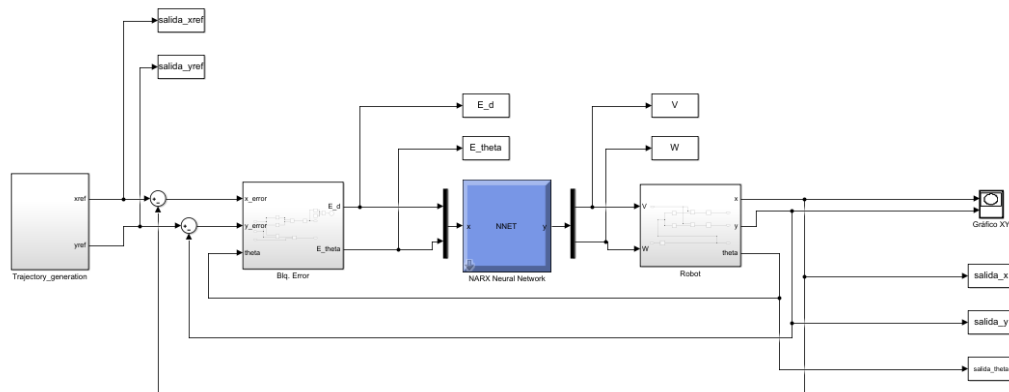 salida_xref
salida_yref
E_d
V
E_theta
W
xref
yref
Trajectory_generation
x_error
y_error
theta
E_d
E_theta
Blq. Error
x
NNET
y
NARX Neural Network
V
W
x
y
theta
Robot
Gráfico XY
salida_x
salida_y
salida_theta